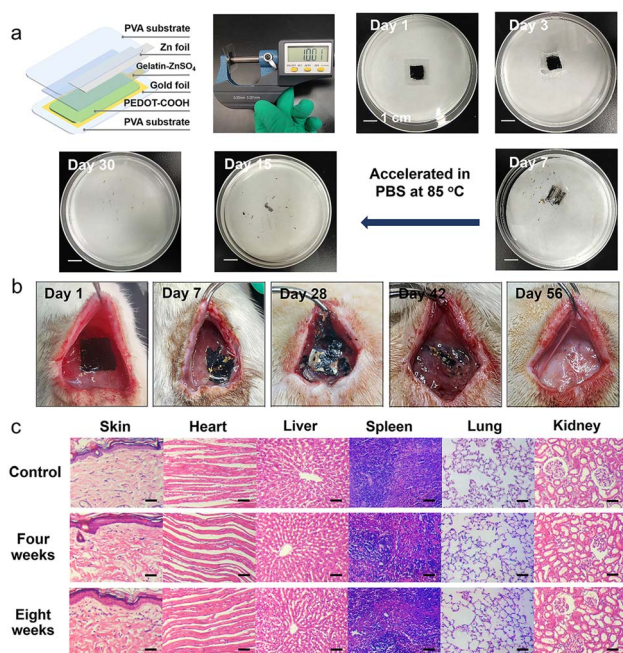 a
PVA substrate
Zn foil
Gelatin-ZnSO₄
Gold foil
PEDOT-COOH
PVA substrate
Day 1
1 cm
Day 3
Day 30
Day 15
Accelerated in
PBS at 85 °C
Day 7
b
Day 1
Day 7
Day 28
Day 42
Day 56
c
Skin
Heart
Liver
Spleen
Lung
Kidney
Control
Four
weeks
Eight
weeks